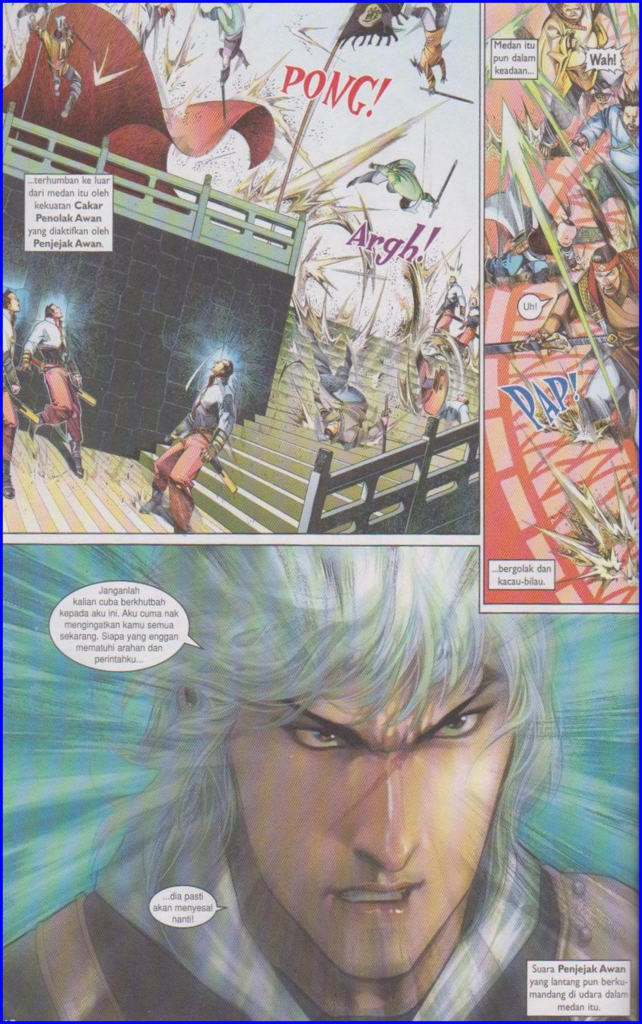 PONG!
...terhumban ke luar
dari medan itu oleh
kekuatan Cakar
Penolak Awan
yang diaktifkan oleh
Penjejak Awan.
Argh!
Medan itu
pun dalam
keadaan...
Wah!
Uh!
PAP!
...bergolak dan
kacau-bilau.
Janganlah
kalian cuba berkhutbah
kepada aku ini. Aku cuma nak
mengingatkan kamu semua
sekarang. Siapa yang enggan
mematuhi arahan dan
perintahku...
...dia pasti
akan menyesal
nanti!
Suara Penjejak Awan
yang lantang pun berku-
mandang di udara dalam
medan itu.